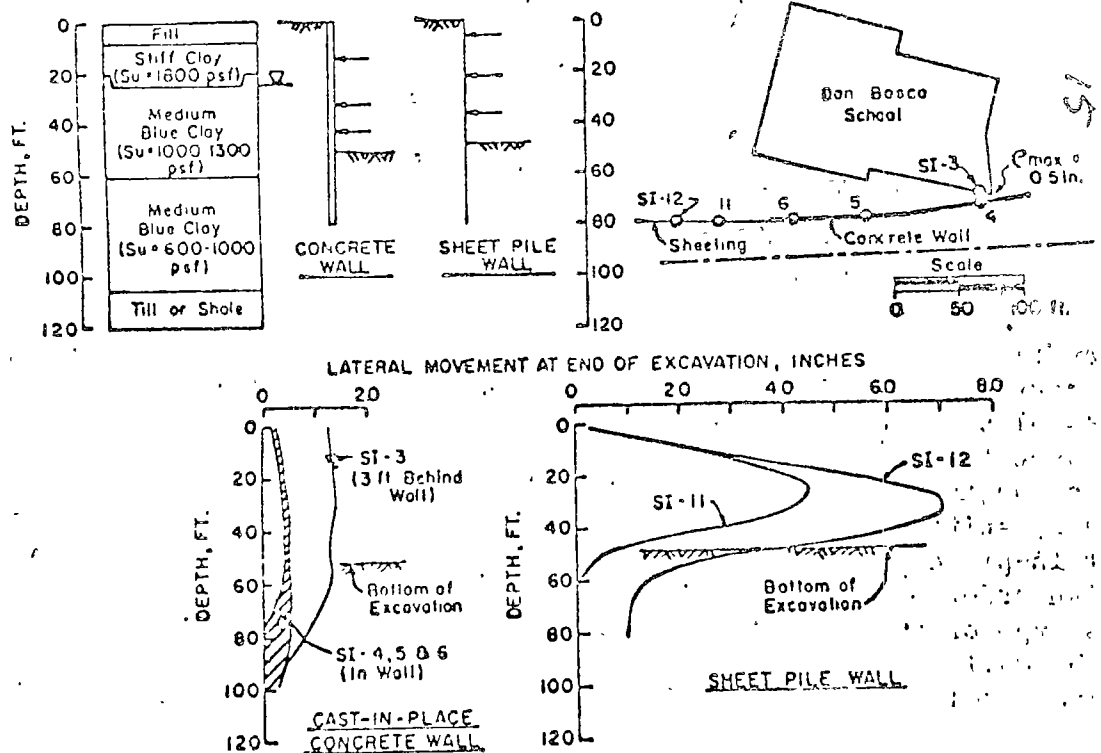 0
20
40
60
80
100
120
DEPTH, FT.
Fill
Stiff Clay
(Su = 1800 psf)
Medium
Blue Clay
(Su = 1000 1300
psf)
Medium
Blue Clay
(Su = 600-1000
psf)
Till or Shale
CONCRETE
WALL
SHEET PILE
WALL
0
20
40
60
80
100
120
Don Bosco
School
SI-3
ρmax =
0.5 in.
SI-12
11
6
5
4
Sheeting
Concrete Wall
Scale
0
50
100 ft.
15
LATERAL MOVEMENT AT END OF EXCAVATION, INCHES
0
2.0
0
20
40
60
80
100
120
DEPTH, FT.
SI-3
(3 ft. Behind
Wall)
Bottom of
Excavation
SI-4, 5 & 6
(In Wall)
CAST-IN-PLACE
CONCRETE WALL
0
2.0
4.0
6.0
8.0
0
20
40
60
80
100
120
DEPTH, FT.
SI-12
SI-11
Bottom of
Excavation
SHEET PILE WALL